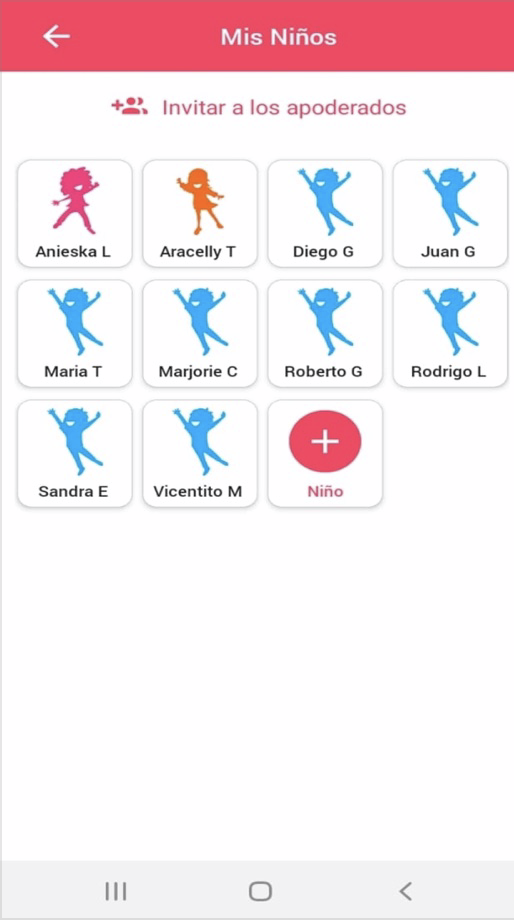 Mis Niños
Invitar a los apoderados
Anieska L
Aracelly T
Diego G
Juan G
Maria T
Marjorie C
Roberto G
Rodrigo L
Sandra E
Vicentito M
Niño